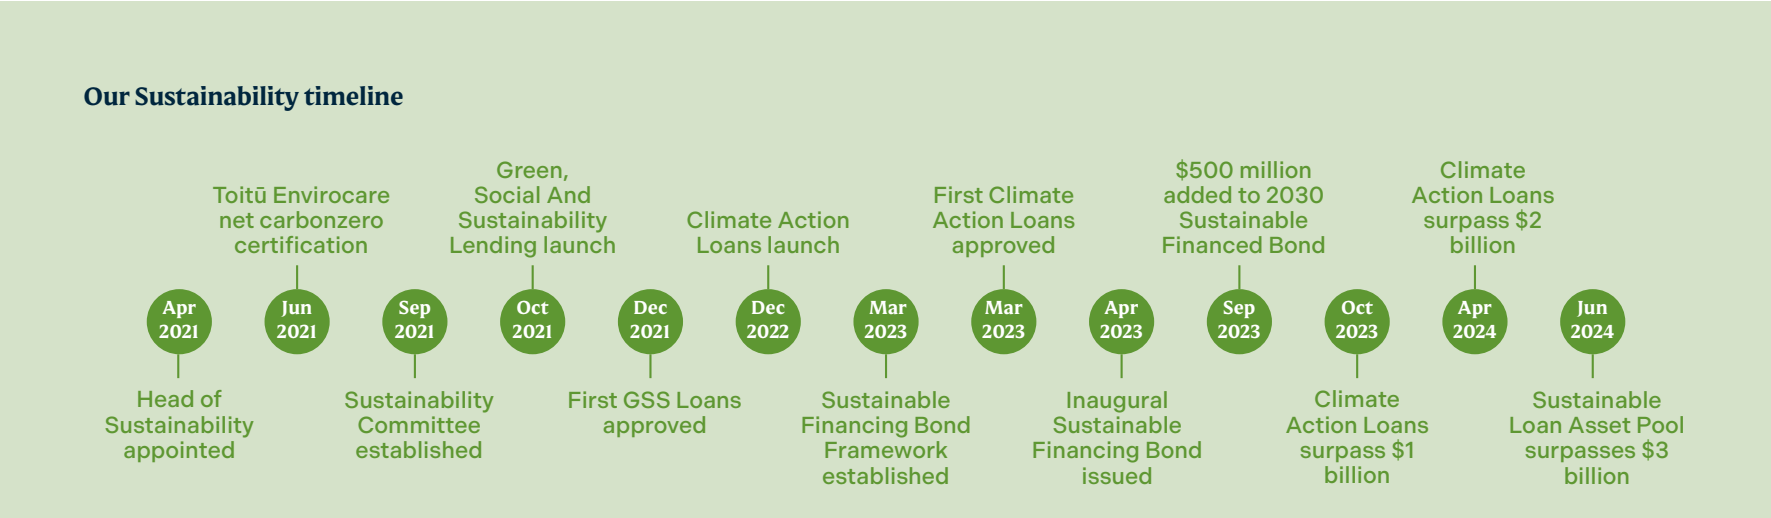 Our Sustainability timeline
Apr
2021
Head of
Sustainability
appointed
Toitū Envirocare
net carbonzero
certification
Jun
2021
Sep
2021
Sustainability
Committee
established
Green,
Social And
Sustainability
Lending launch
Oct
2021
Dec
2021
First GSS Loans
approved
Climate Action
Loans launch
Dec
2022
Mar
2023
Sustainable
Financing Bond
Framework
established
First Climate
Action Loans
approved
Mar
2023
Apr
2023
Inaugural
Sustainable
Financing Bond
issued
$500 million
added to 2030
Sustainable
Financed Bond
Sep
2023
Oct
2023
Climate
Action Loans
surpass $1
billion
Climate
Action Loans
surpass $2
billion
Apr
2024
Jun
2024
Sustainable
Loan Asset Pool
surpasses $3
billion